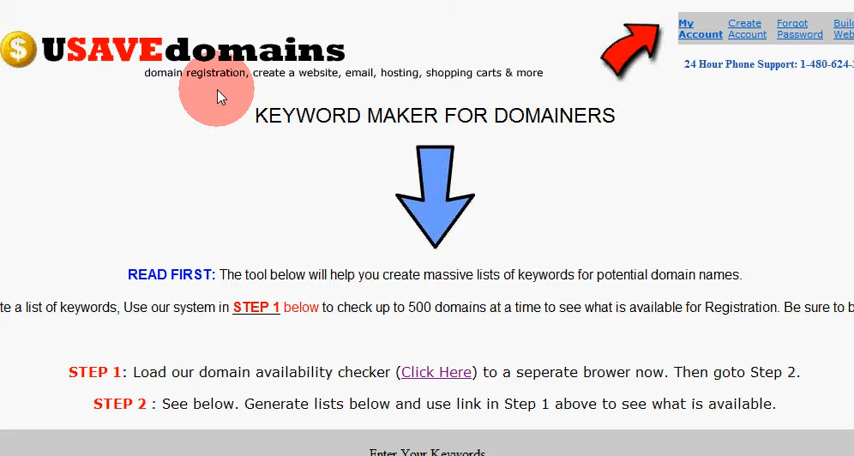 USAVEdomains
domain registration, create a website, email, hosting, shopping carts & more
My Account
Create Account
Forgot Password
24 Hour Phone Support: 1-480-624-
KEYWORD MAKER FOR DOMAINERS
READ FIRST: The tool below will help you create massive lists of keywords for potential domain names.
te a list of keywords, Use our system in STEP 1 below to check up to 500 domains at a time to see what is available for Registration. Be sure to b
STEP 1: Load our domain availability checker (Click Here) to a seperate brower now. Then goto Step 2.
STEP 2 : See below. Generate lists below and use link in Step 1 above to see what is available.
Enter Your Keywords